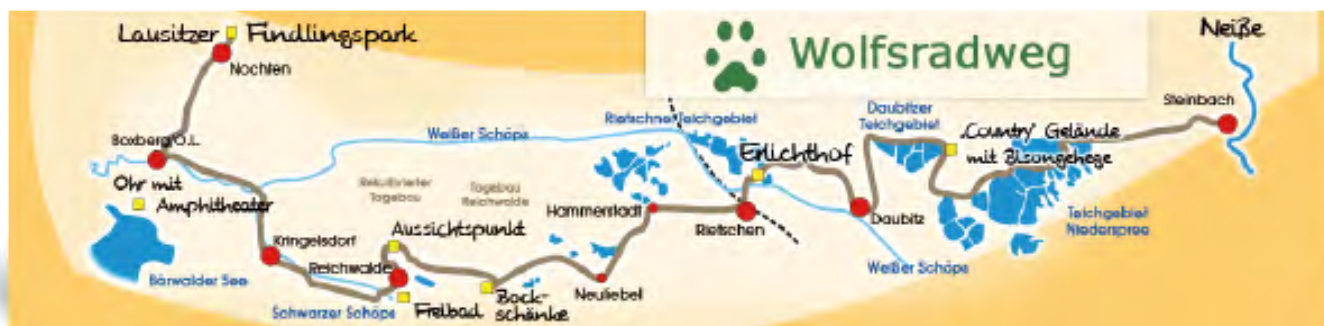 Lausitzer Findlingspark
Nochten
Wolfsradweg
Neiße
Steinbach
Boxberg/O.L.
Weißer Schöps
Rietschner Teichgebiet
Daubitzer
Teichgebiet
"Country" Gelände
mit Bisongehege
Erlichthof
Ohr mit
Amphitheater
Rekultivierter
Tagebau
Tagebau
Reichwalde
Hammerstadt
Rietschen
Daubitz
Teichgebiet
Niederspree
Kringelsdorf
Aussichtspunkt
Reichwalde
Bärwalder See
Schwarzer Schöps
Freibad
Bock-
schänke
Neuliebel
Weißer Schöps